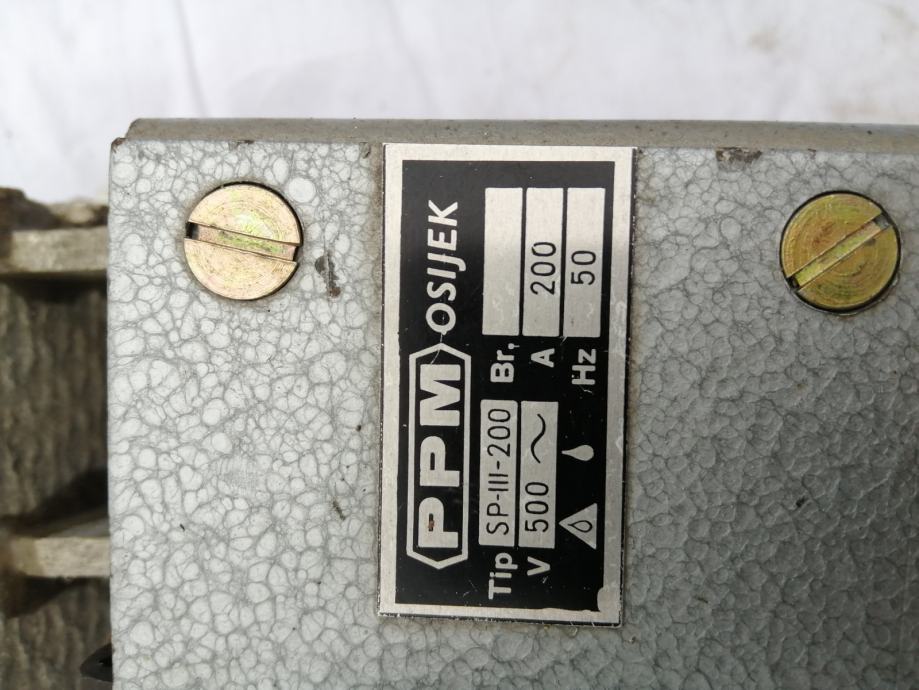 PPM OSIJEK
Tip SP-III-200 Br.
V 500 ~ A 200
Hz 50